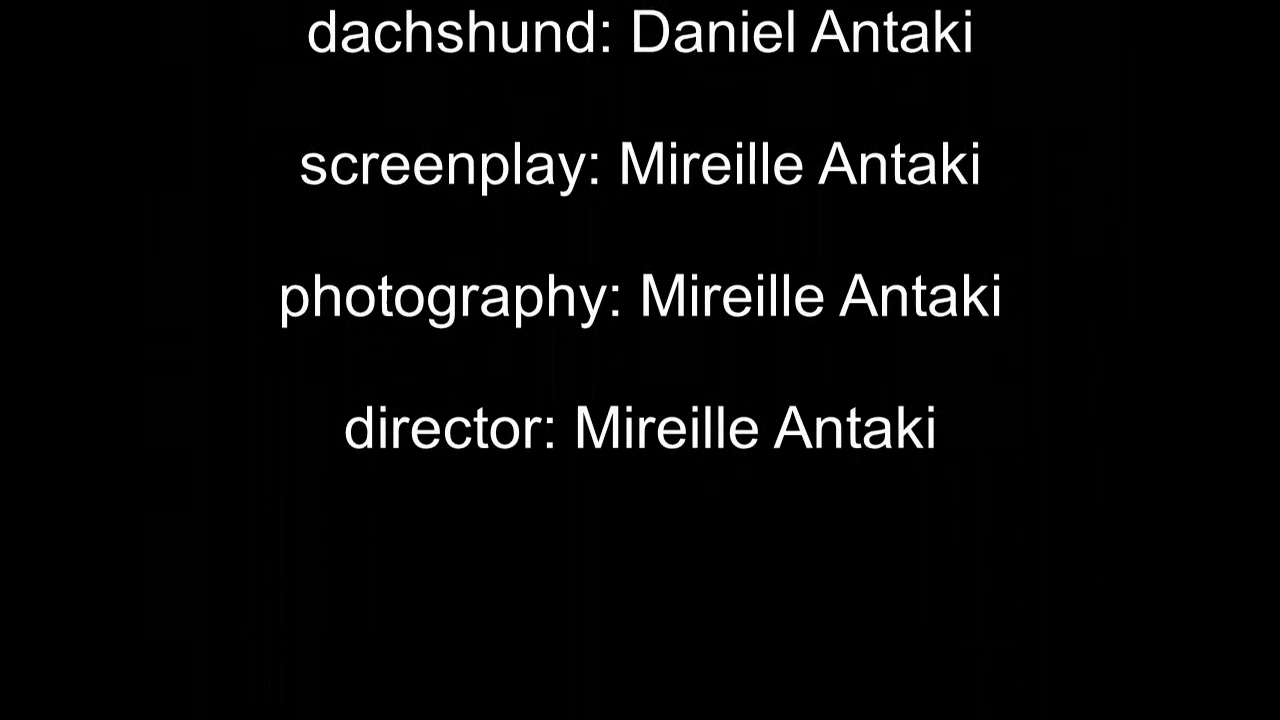 dachshund: Daniel Antaki
screenplay: Mireille Antaki
photography: Mireille Antaki
director: Mireille Antaki